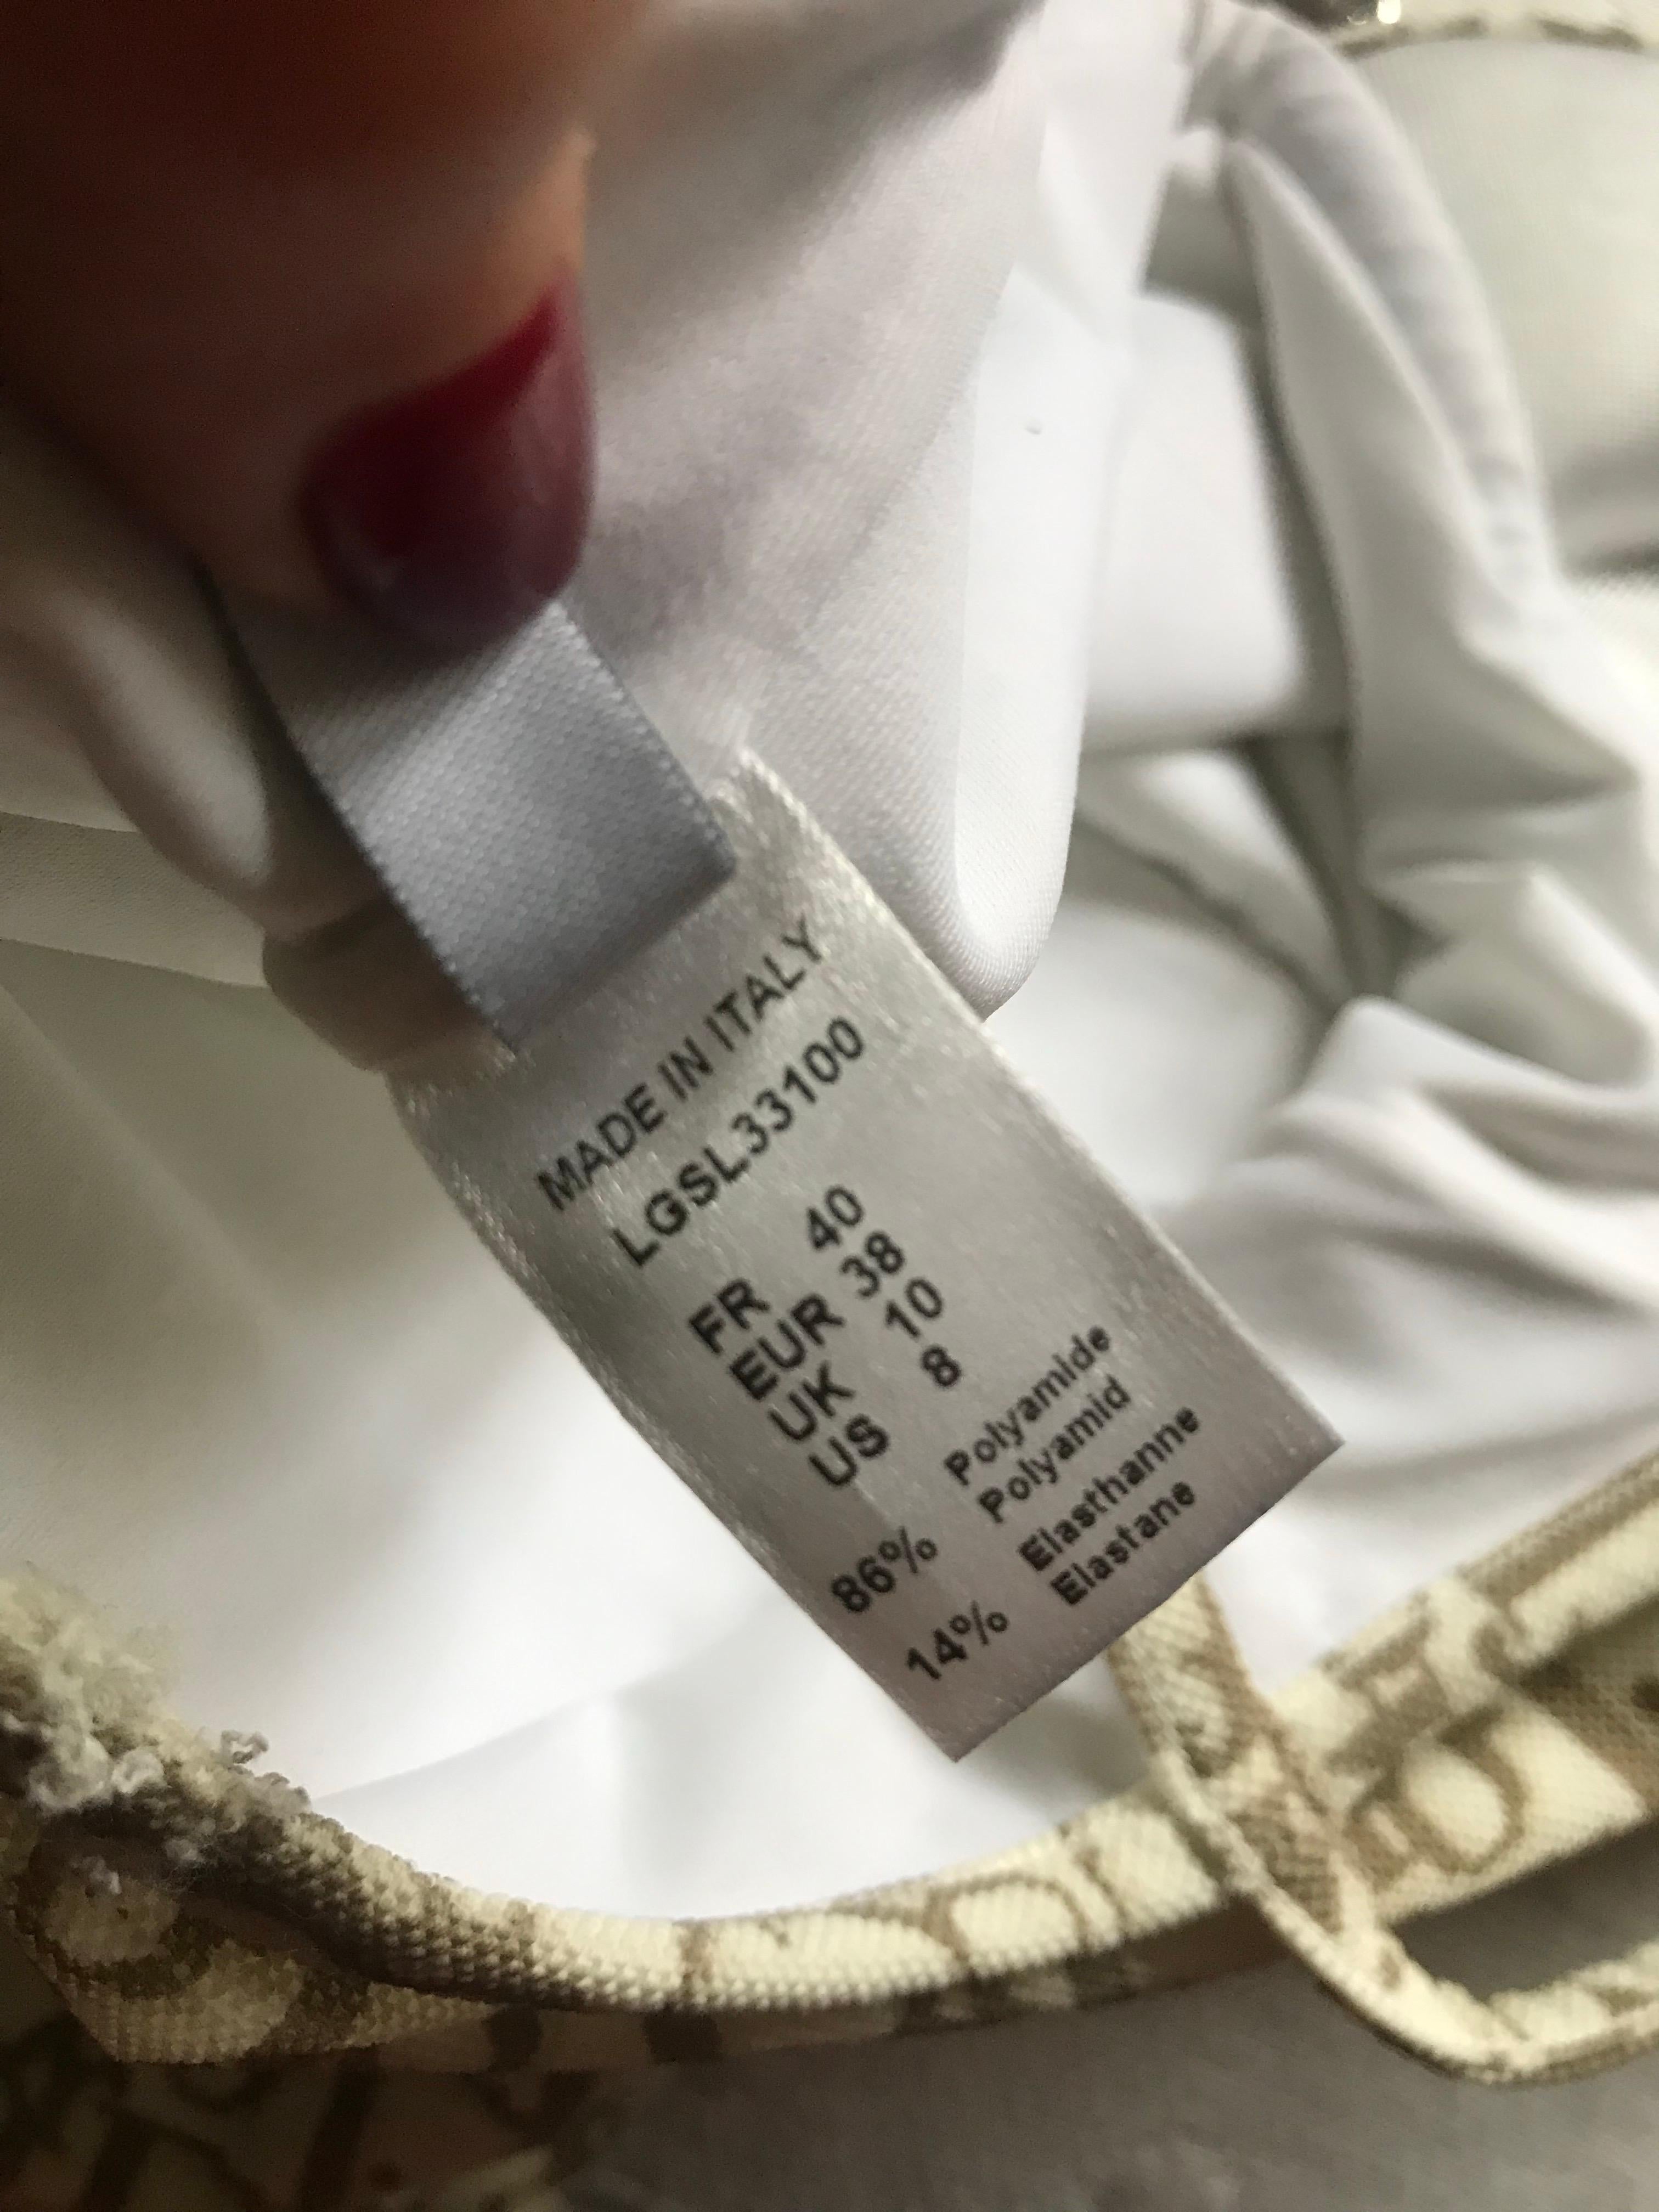 MADE IN ITALY
LGSL33100
FR 40
EUR 38
UK 10
US 8
86% Polyamide
Polyamid
14% Elasthanne
Elastane